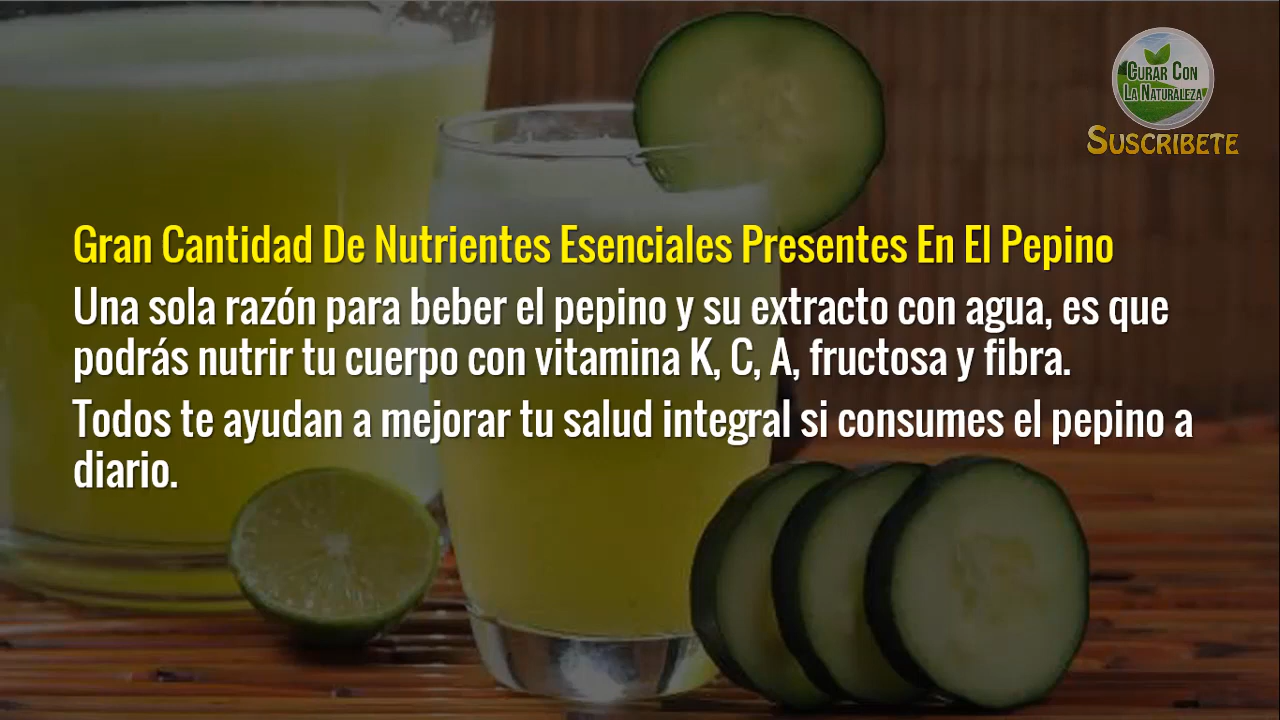 CURAR CON
LA NATURALEZA
SUSCRIBETE
Gran Cantidad De Nutrientes Esenciales Presentes En El Pepino
Una sola razón para beber el pepino y su extracto con agua, es que
podrás nutrir tu cuerpo con vitamina K, C, A, fructosa y fibra.
Todos te ayudan a mejorar tu salud integral si consumes el pepino a
diario.